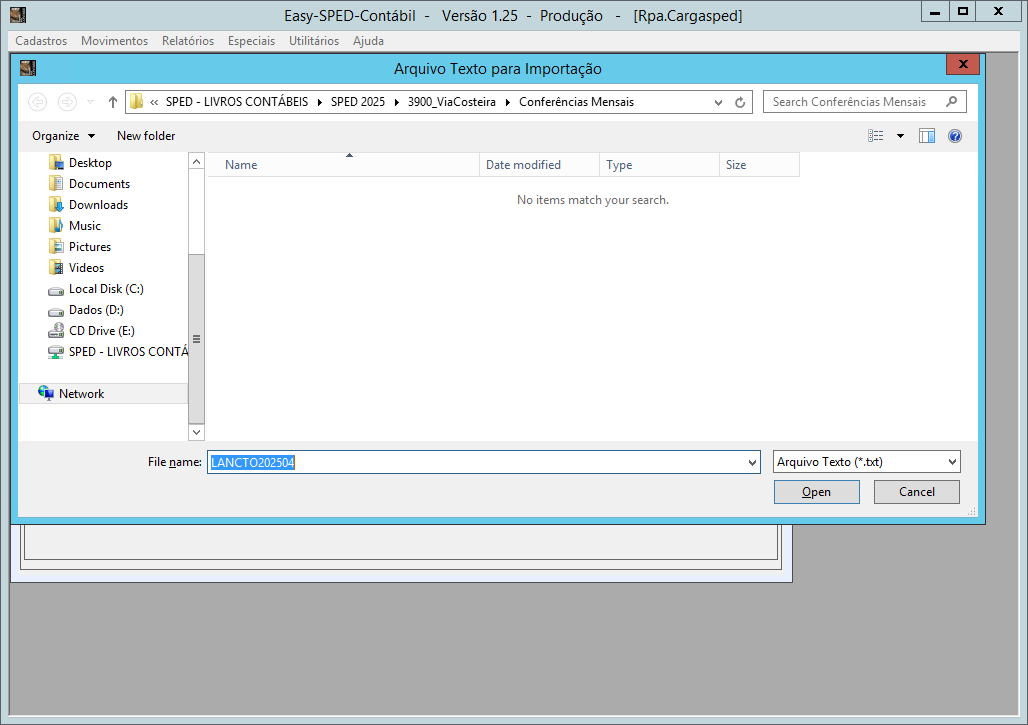 Easy-SPED-Contábil - Versão 1.25 - Produção - [Rpa.Cargasped]
Cadastros Movimentos Relatórios Especiais Utilitários Ajuda
Arquivo Texto para Importação
« SPED - LIVROS CONTÁBEIS SPED 2025 3900_ViaCosteira Conferências Mensais Search Conferências Mensais
Organize New folder
Name Date modified Type Size
No items match your search.
Desktop
Documents
Downloads
Music
Pictures
Videos
Local Disk (C:)
Dados (D:)
CD Drive (E:)
SPED - LIVROS CONTÁ
Network
File name: LANCTO202504 Arquivo Texto (*.txt)
Open Cancel